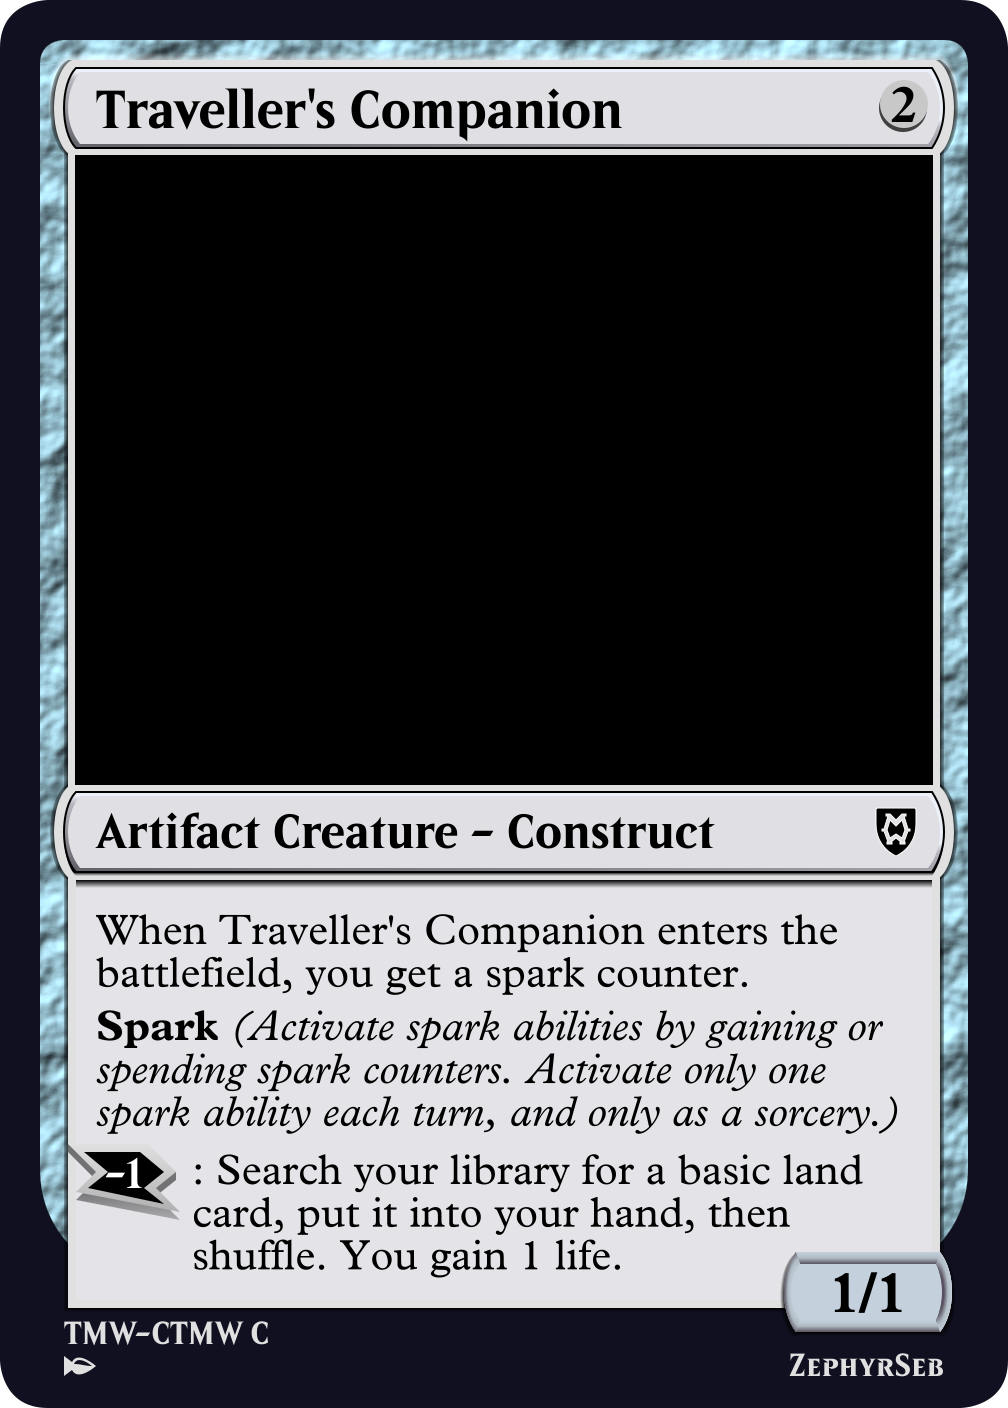 Traveller's Companion 2
Artifact Creature – Construct
When Traveller's Companion enters the
battlefield, you get a spark counter.
Spark (Activate spark abilities by gaining or
spending spark counters. Activate only one
spark ability each turn, and only as a sorcery.)
–1 : Search your library for a basic land
card, put it into your hand, then
shuffle. You gain 1 life.
1/1
TMW–CTMW C
ZephyrSeb